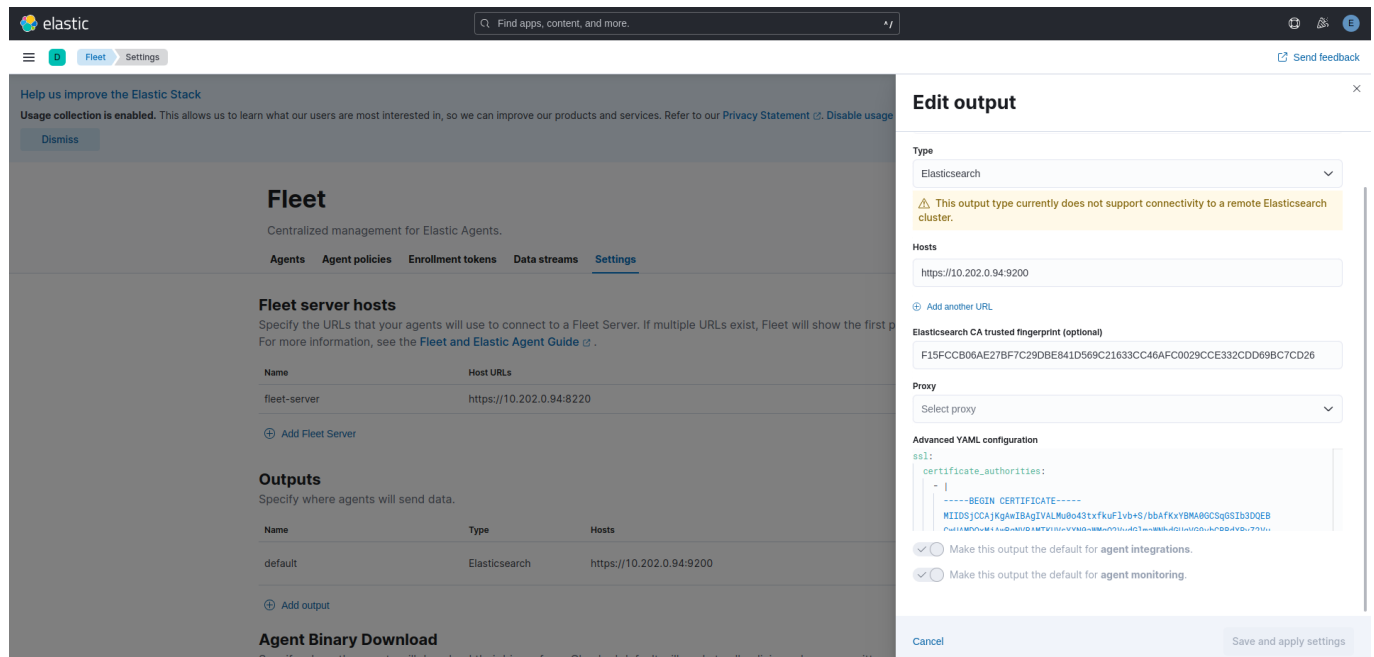 elastic
Find apps, content, and more.
^/
E
D
Fleet
Settings
Send feedback
Help us improve the Elastic Stack
Usage collection is enabled. This allows us to learn what our users are most interested in, so we can improve our products and services. Refer to our Privacy Statement. Disable usage
Dismiss
Fleet
Centralized management for Elastic Agents.
Agents
Agent policies
Enrollment tokens
Data streams
Settings
Fleet server hosts
Specify the URLs that your agents will use to connect to a Fleet Server. If multiple URLs exist, Fleet will show the first p
For more information, see the Fleet and Elastic Agent Guide .
Name Host URLs
fleet-server https://10.202.0.94:8220
Add Fleet Server
Outputs
Specify where agents will send data.
Name Type Hosts
default Elasticsearch https://10.202.0.94:9200
Add output
Agent Binary Download
Edit output
Type
Elasticsearch
This output type currently does not support connectivity to a remote Elasticsearch
cluster.
Hosts
https://10.202.0.94:9200
Add another URL
Elasticsearch CA trusted fingerprint (optional)
F15FCCB06AE27BF7C29DBE841D569C21633CC46AFC0029CCE332CDD69BC7CD26
Proxy
Select proxy
Advanced YAML configuration
ssl:
certificate_authorities:
- |
-----BEGIN CERTIFICATE-----
MIIDSjCCAjKgAwIBAgIVALMu0o43txfkuFlvb+S/bbAfKxYBMA0GCSqGSIb3DQEB
Make this output the default for agent integrations.
Make this output the default for agent monitoring.
Cancel
Save and apply settings